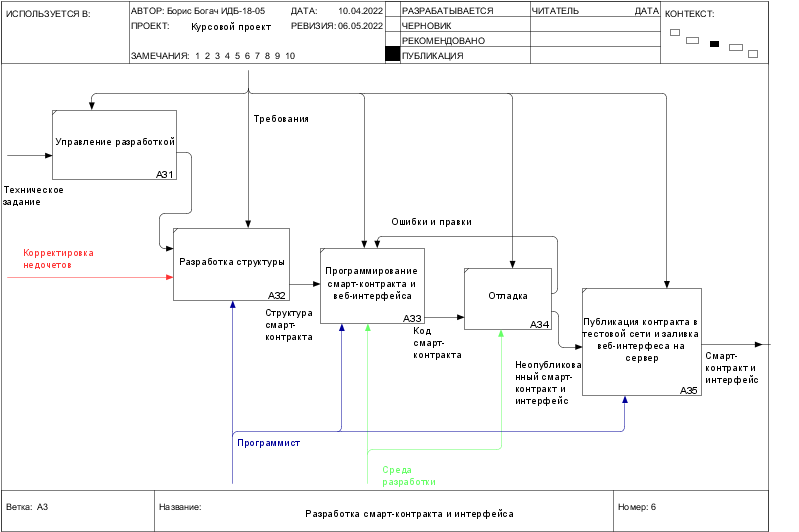 ИСПОЛЬЗУЕТСЯ В:
АВТОР: Борис Богач ИДБ-18-05
ДАТА: 10.04.2022
ПРОЕКТ: Курсовой проект
РЕВИЗИЯ: 06.05.2022
ЗАМЕЧАНИЯ: 1 2 3 4 5 6 7 8 9 10
РАЗРАБАТЫВАЕТСЯ
ЧЕРНОВИК
РЕКОМЕНДОВАНО
ПУБЛИКАЦИЯ
ЧИТАТЕЛЬ
ДАТА
КОНТЕКСТ:
Требования
Управление разработкой
А31
Техническое
задание
Корректировка
недочетов
Разработка структуры
А32
Структура
смарт-
контракта
Ошибки и правки
Программирование
смарт-контракта и
веб-интерфейса
А33
Код
смарт-
контракта
Отладка
А34
Неопубликова
нный смарт-
контракт и
интерфейс
Публикация контракта в
тестовой сети и заливка
веб-интерфеса на
сервер
А35
Смарт-
контракт и
интерфейс
Программист
Среда
разработки
Ветка: А3
Название:
Разработка смарт-контракта и интерфейса
Номер: 6